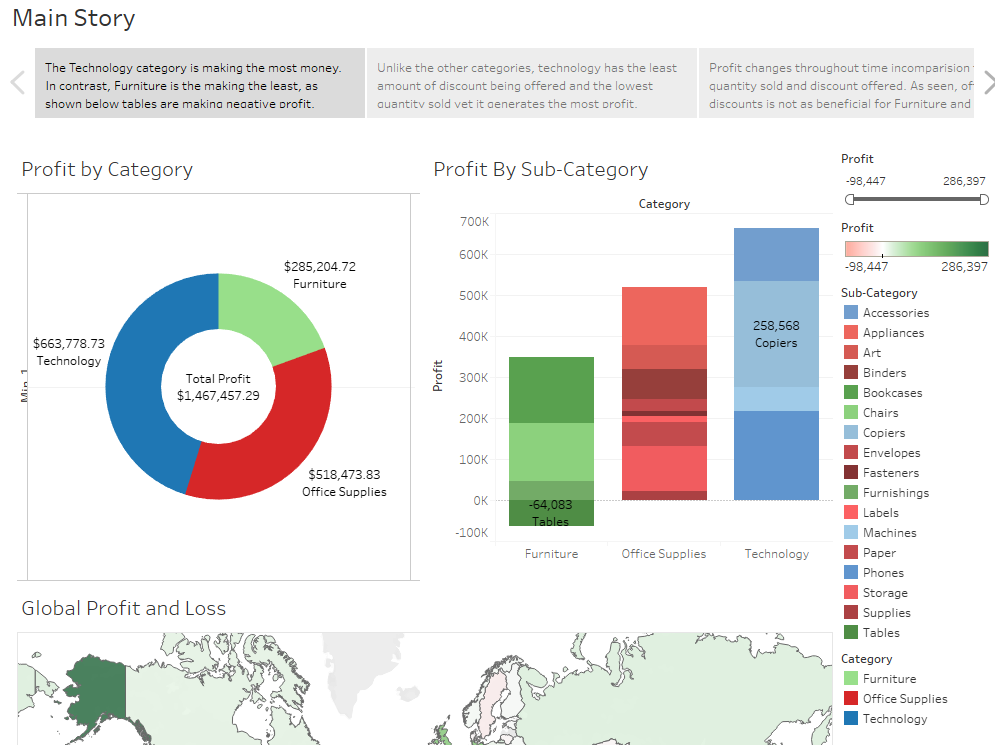 Main Story
The Technology category is making the most money.
In contrast, Furniture is the making the least, as
shown below tables are making negative profit.
Unlike the other categories, technology has the least
amount of discount being offered and the lowest
quantity sold yet it generates the most profit.
Profit changes throughout time incomparision
quantity sold and discount offered. As seen, of
discounts is not as beneficial for Furniture and
Profit by Category
$285,204.72
Furniture
$663,778.73
Technology
Total Profit
$1,467,457.29
$518,473.83
Office Supplies
Min. 1
Profit By Sub-Category
Category
Profit
700K
600K
500K
400K
300K
200K
100K
0K
-100K
258,568
Copiers
-64,083
Tables
Furniture
Office Supplies
Technology
Profit
-98,447
286,397
Profit
-98,447
286,397
Sub-Category
Accessories
Appliances
Art
Binders
Bookcases
Chairs
Copiers
Envelopes
Fasteners
Furnishings
Labels
Machines
Paper
Phones
Storage
Supplies
Tables
Category
Furniture
Office Supplies
Technology
Global Profit and Loss